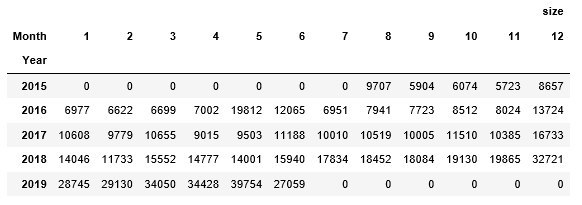 size
Month 1 2 3 4 5 6 7 8 9 10 11 12
Year
2015 0 0 0 0 0 0 0 9707 5904 6074 5723 8657
2016 6977 6622 6699 7002 19812 12065 6951 7941 7723 8512 8024 13724
2017 10608 9779 10655 9015 9503 11188 10010 10519 10005 11510 10385 16733
2018 14046 11733 15552 14777 14001 15940 17834 18452 18084 19130 19865 32721
2019 28745 29130 34050 34428 39754 27059 0 0 0 0 0 0